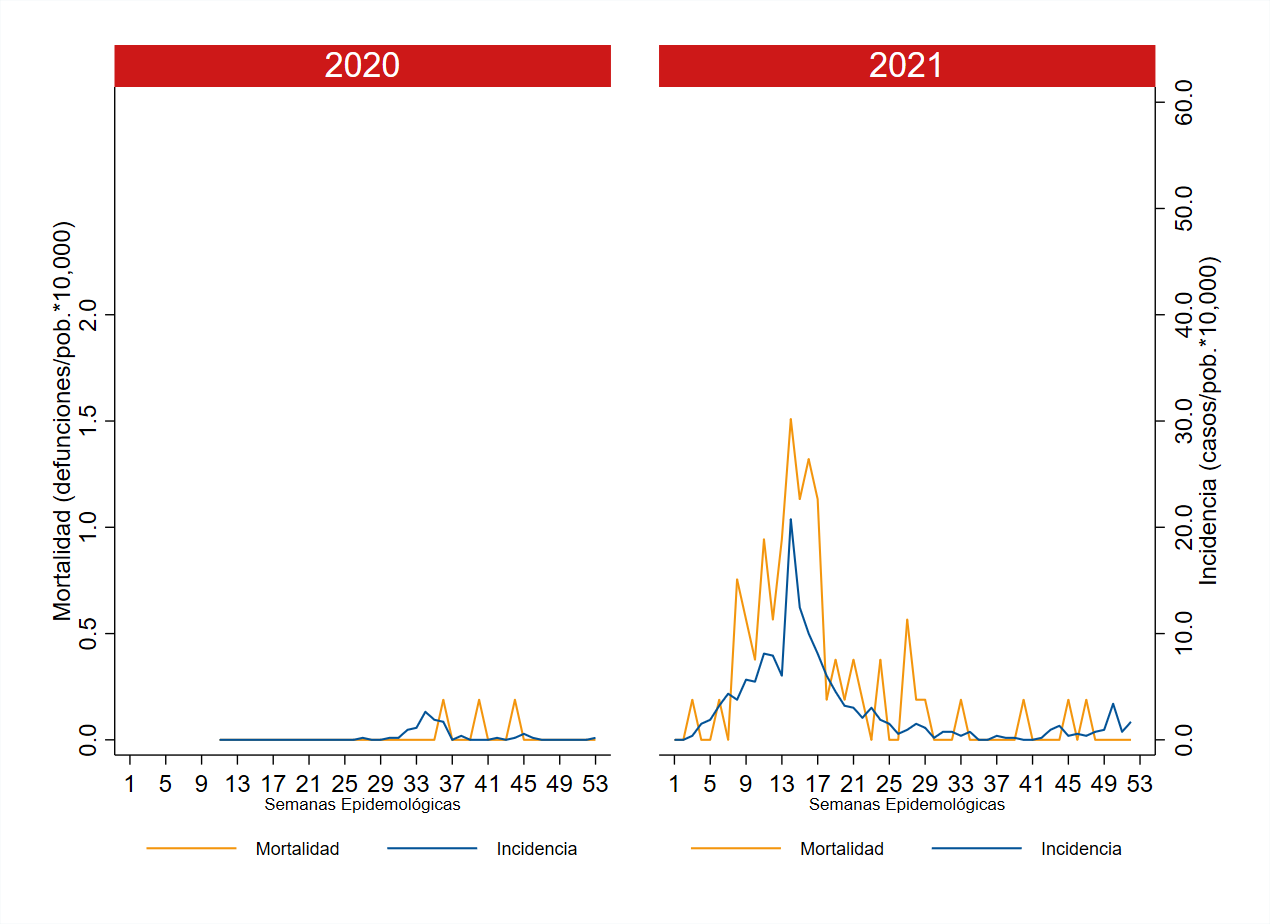 2020
2021
Mortalidad (defunciones/pob.*10,000)
0.0 0.5 1.0 1.5 2.0
Incidencia (casos/pob.*10,000)
0.0 10.0 20.0 30.0 40.0 50.0 60.0
1 5 9 13 17 21 25 29 33 37 41 45 49 53
Semanas Epidemológicas
Mortalidad Incidencia
1 5 9 13 17 21 25 29 33 37 41 45 49 53
Semanas Epidemológicas
Mortalidad Incidencia